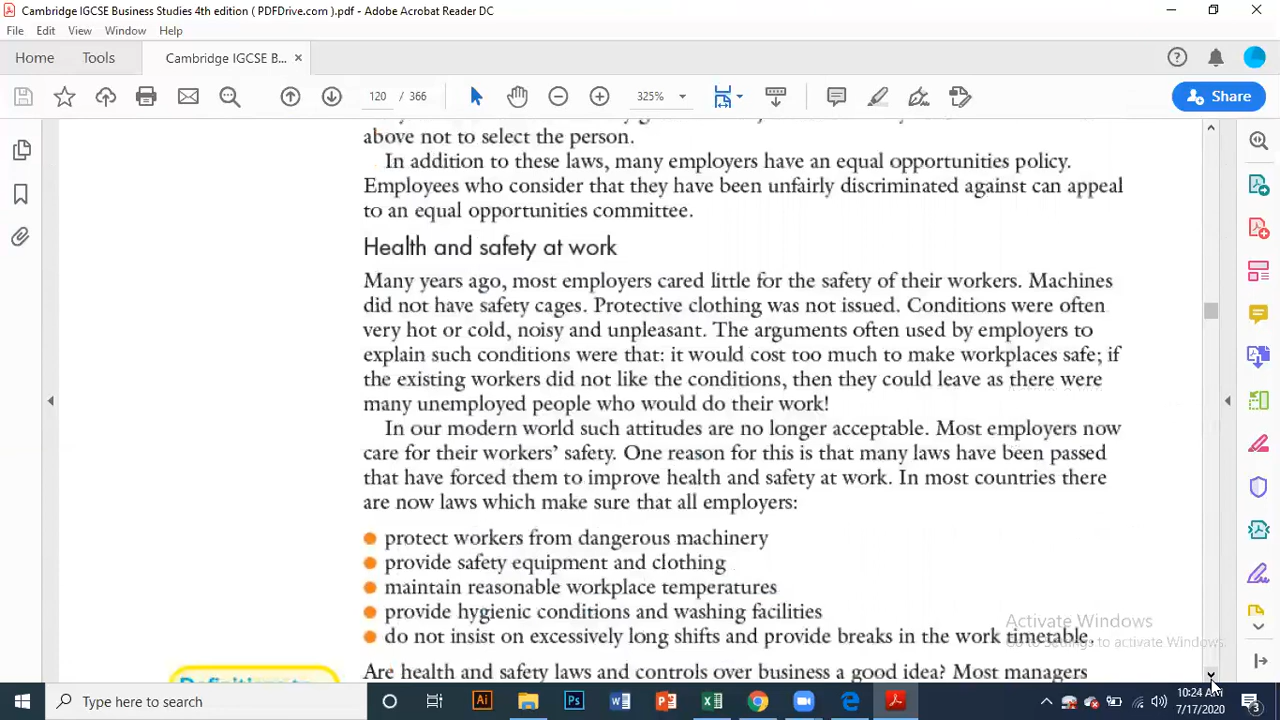 Cambridge IGCSE Business Studies 4th edition ( PDFDrive.com ).pdf - Adobe Acrobat Reader DC
File Edit View Window Help
Home Tools Cambridge IGCSE B... ×
120 / 366 325% Share
above not to select the person.
In addition to these laws, many employers have an equal opportunities policy.
Employees who consider that they have been unfairly discriminated against can appeal
to an equal opportunities committee.
Health and safety at work
Many years ago, most employers cared little for the safety of their workers. Machines
did not have safety cages. Protective clothing was not issued. Conditions were often
very hot or cold, noisy and unpleasant. The arguments often used by employers to
explain such conditions were that: it would cost too much to make workplaces safe; if
the existing workers did not like the conditions, then they could leave as there were
many unemployed people who would do their work!
In our modern world such attitudes are no longer acceptable. Most employers now
care for their workers’ safety. One reason for this is that many laws have been passed
that have forced them to improve health and safety at work. In most countries there
are now laws which make sure that all employers:
● protect workers from dangerous machinery
● provide safety equipment and clothing
● maintain reasonable workplace temperatures
● provide hygienic conditions and washing facilities
● do not insist on excessively long shifts and provide breaks in the work timetable.
Activate Windows
Go to Settings to activate Windows.
Are health and safety laws and controls over business a good idea? Most managers
Definitions to
Type here to search
10:24 AM
7/17/2020
3